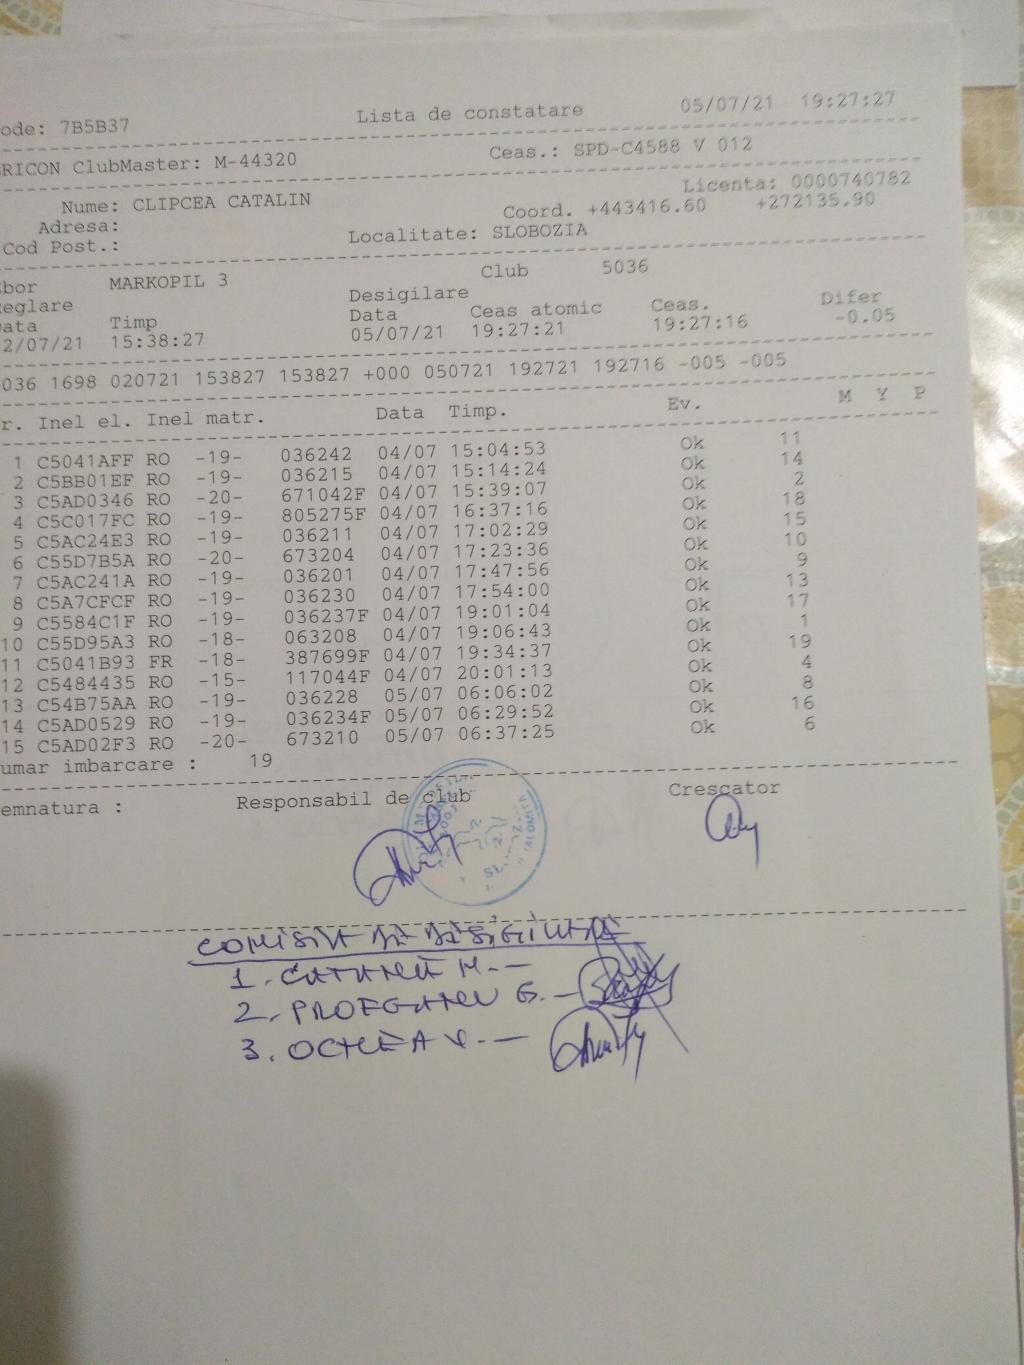 ode: 7B5B37 Lista de constatare 05/07/21 19:27:27
RICON ClubMaster: M-44320 Ceas.: SPD-C4588 V 012
Licenta: 0000740782
Nume: CLIPCEA CATALIN
Adresa: Coord. +443416.60 +272135.90
Cod Post.: Localitate: SLOBOZIA
bor MARKOPIL 3 Club 5036
eglare Desigilare
ata Timp Data Ceas atomic Ceas. Difer
2/07/21 15:38:27 05/07/21 19:27:21 19:27:16 -0.05
036 1698 020721 153827 153827 +000 050721 192721 192716 -005 -005
r. Inel el. Inel matr. Data Timp. Ev. M Y P
1 C5041AFF RO -19- 036242 04/07 15:04:53 Ok 11
2 C5BB01EF RO -19- 036215 04/07 15:14:24 Ok 14
3 C5AD0346 RO -20- 671042F 04/07 15:39:07 Ok 2
4 C5C017FC RO -19- 805275F 04/07 16:37:16 Ok 18
5 C5AC24E3 RO -19- 036211 04/07 17:02:29 Ok 15
6 C55D7B5A RO -20- 673204 04/07 17:23:36 Ok 10
7 C5AC241A RO -19- 036201 04/07 17:47:56 Ok 9
8 C5A7CFCF RO -19- 036230 04/07 17:54:00 Ok 13
9 C5584C1F RO -19- 036237F 04/07 19:01:04 Ok 17
10 C55D95A3 RO -18- 063208 04/07 19:06:43 Ok 1
11 C5041B93 FR -18- 387699F 04/07 19:34:37 Ok 19
12 C5484435 RO -15- 117044F 04/07 20:01:13 Ok 4
13 C54B75AA RO -19- 036228 05/07 06:06:02 Ok 8
14 C5AD0529 RO -19- 036234F 05/07 06:29:52 Ok 16
15 C5AD02F3 RO -20- 673210 05/07 06:37:25 Ok 6
umar imbarcare : 19
emnatura : Responsabil de club Crescator
COMISIA DE DESIGILARE
1. M. -
2. G. -
3. OCHEA V. -